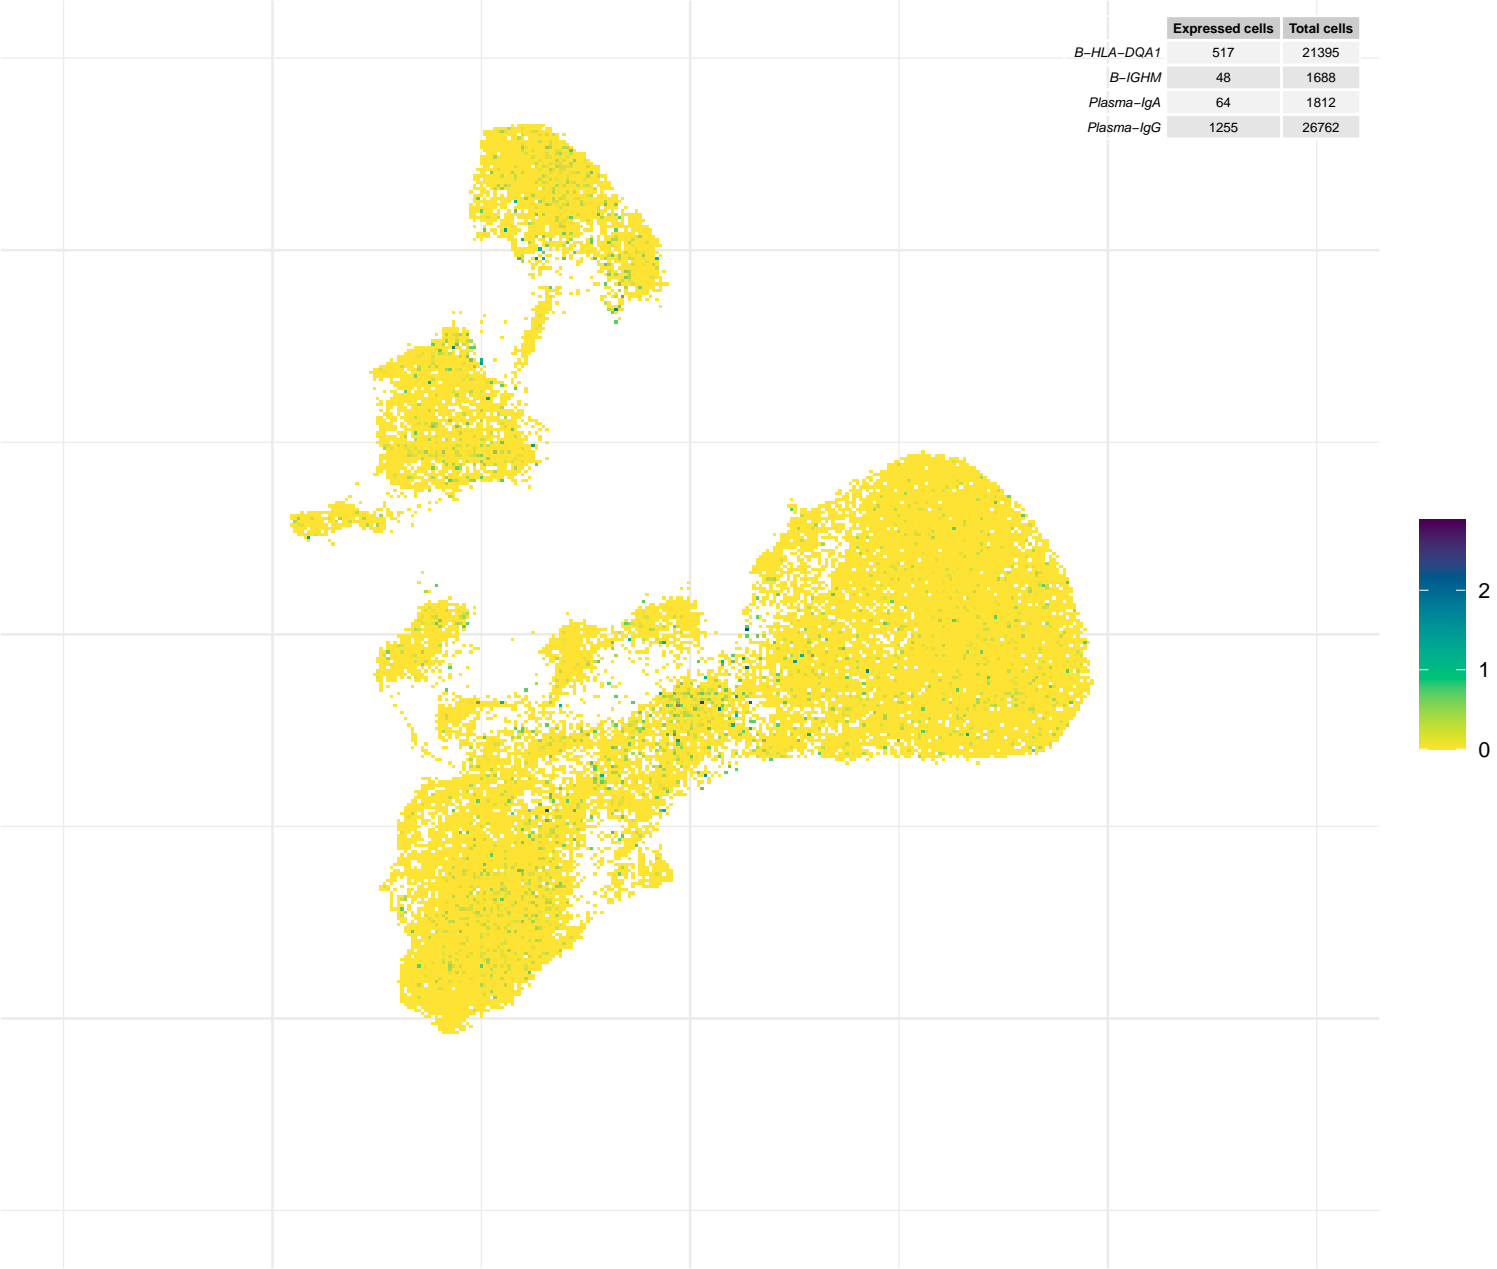 Expressed cells Total cells
B−HLA−DQA1 517 21395
B−IGHM 48 1688
Plasma−IgA 64 1812
Plasma−IgG 1255 26762
2
1
0